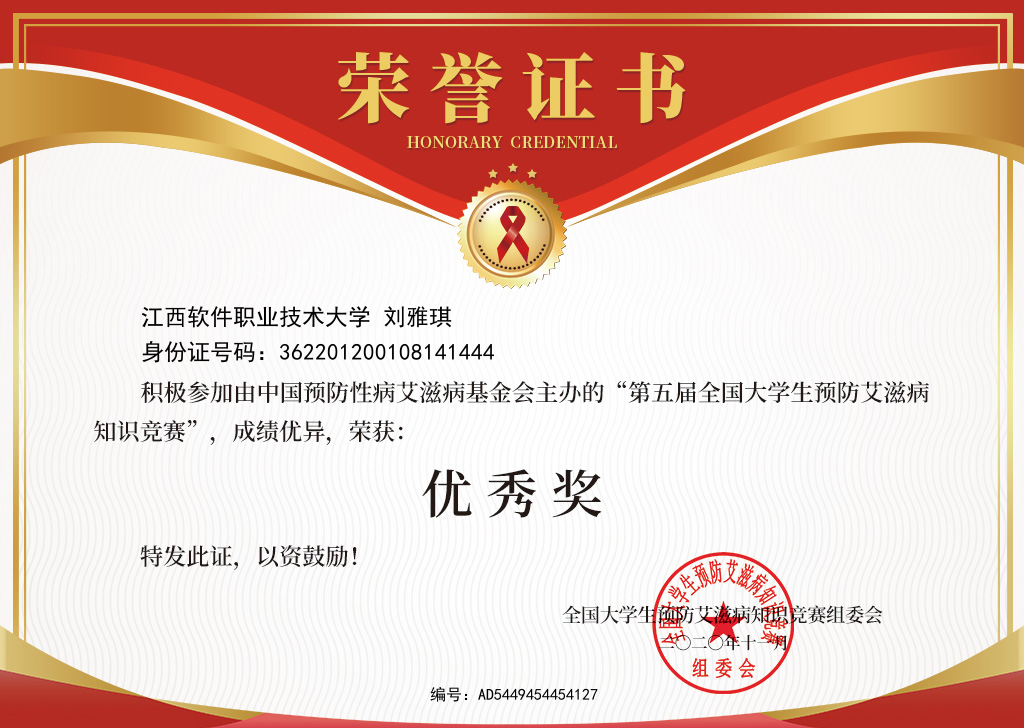 荣誉证书
HONORARY CREDENTIAL
江西软件职业技术大学 刘雅琪
身份证号码：362201200108141444
积极参加由中国预防性病艾滋病基金会主办的“第五届全国大学生预防艾滋病
知识竞赛”，成绩优异，荣获：
优秀奖
特发此证，以资鼓励！
全国大学生预防艾滋病知识竞赛组委会
二〇二〇年十一月
全国大学生预防艾滋病知识竞赛
组委会
编号：AD5449454454127